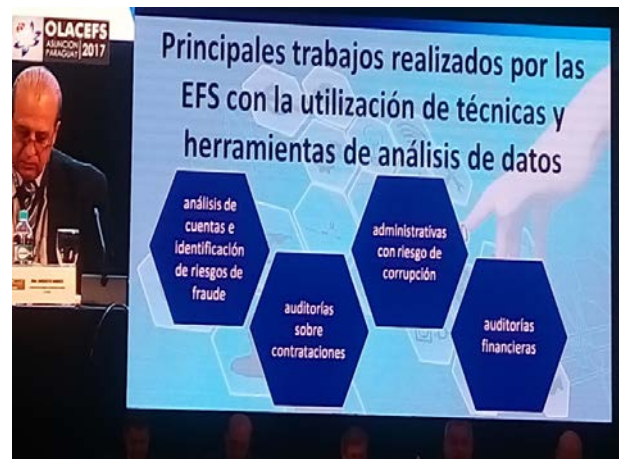 OLACEFS
ASUNCIÓN
PARAGUAY 2017
Principales trabajos realizados por las
EFS con la utilización de técnicas y
herramientas de análisis de datos
análisis de
cuentas e
identificación
de riesgos de
fraude
auditorías
sobre
contrataciones
administrativas
con riesgo de
corrupción
auditorías
financieras